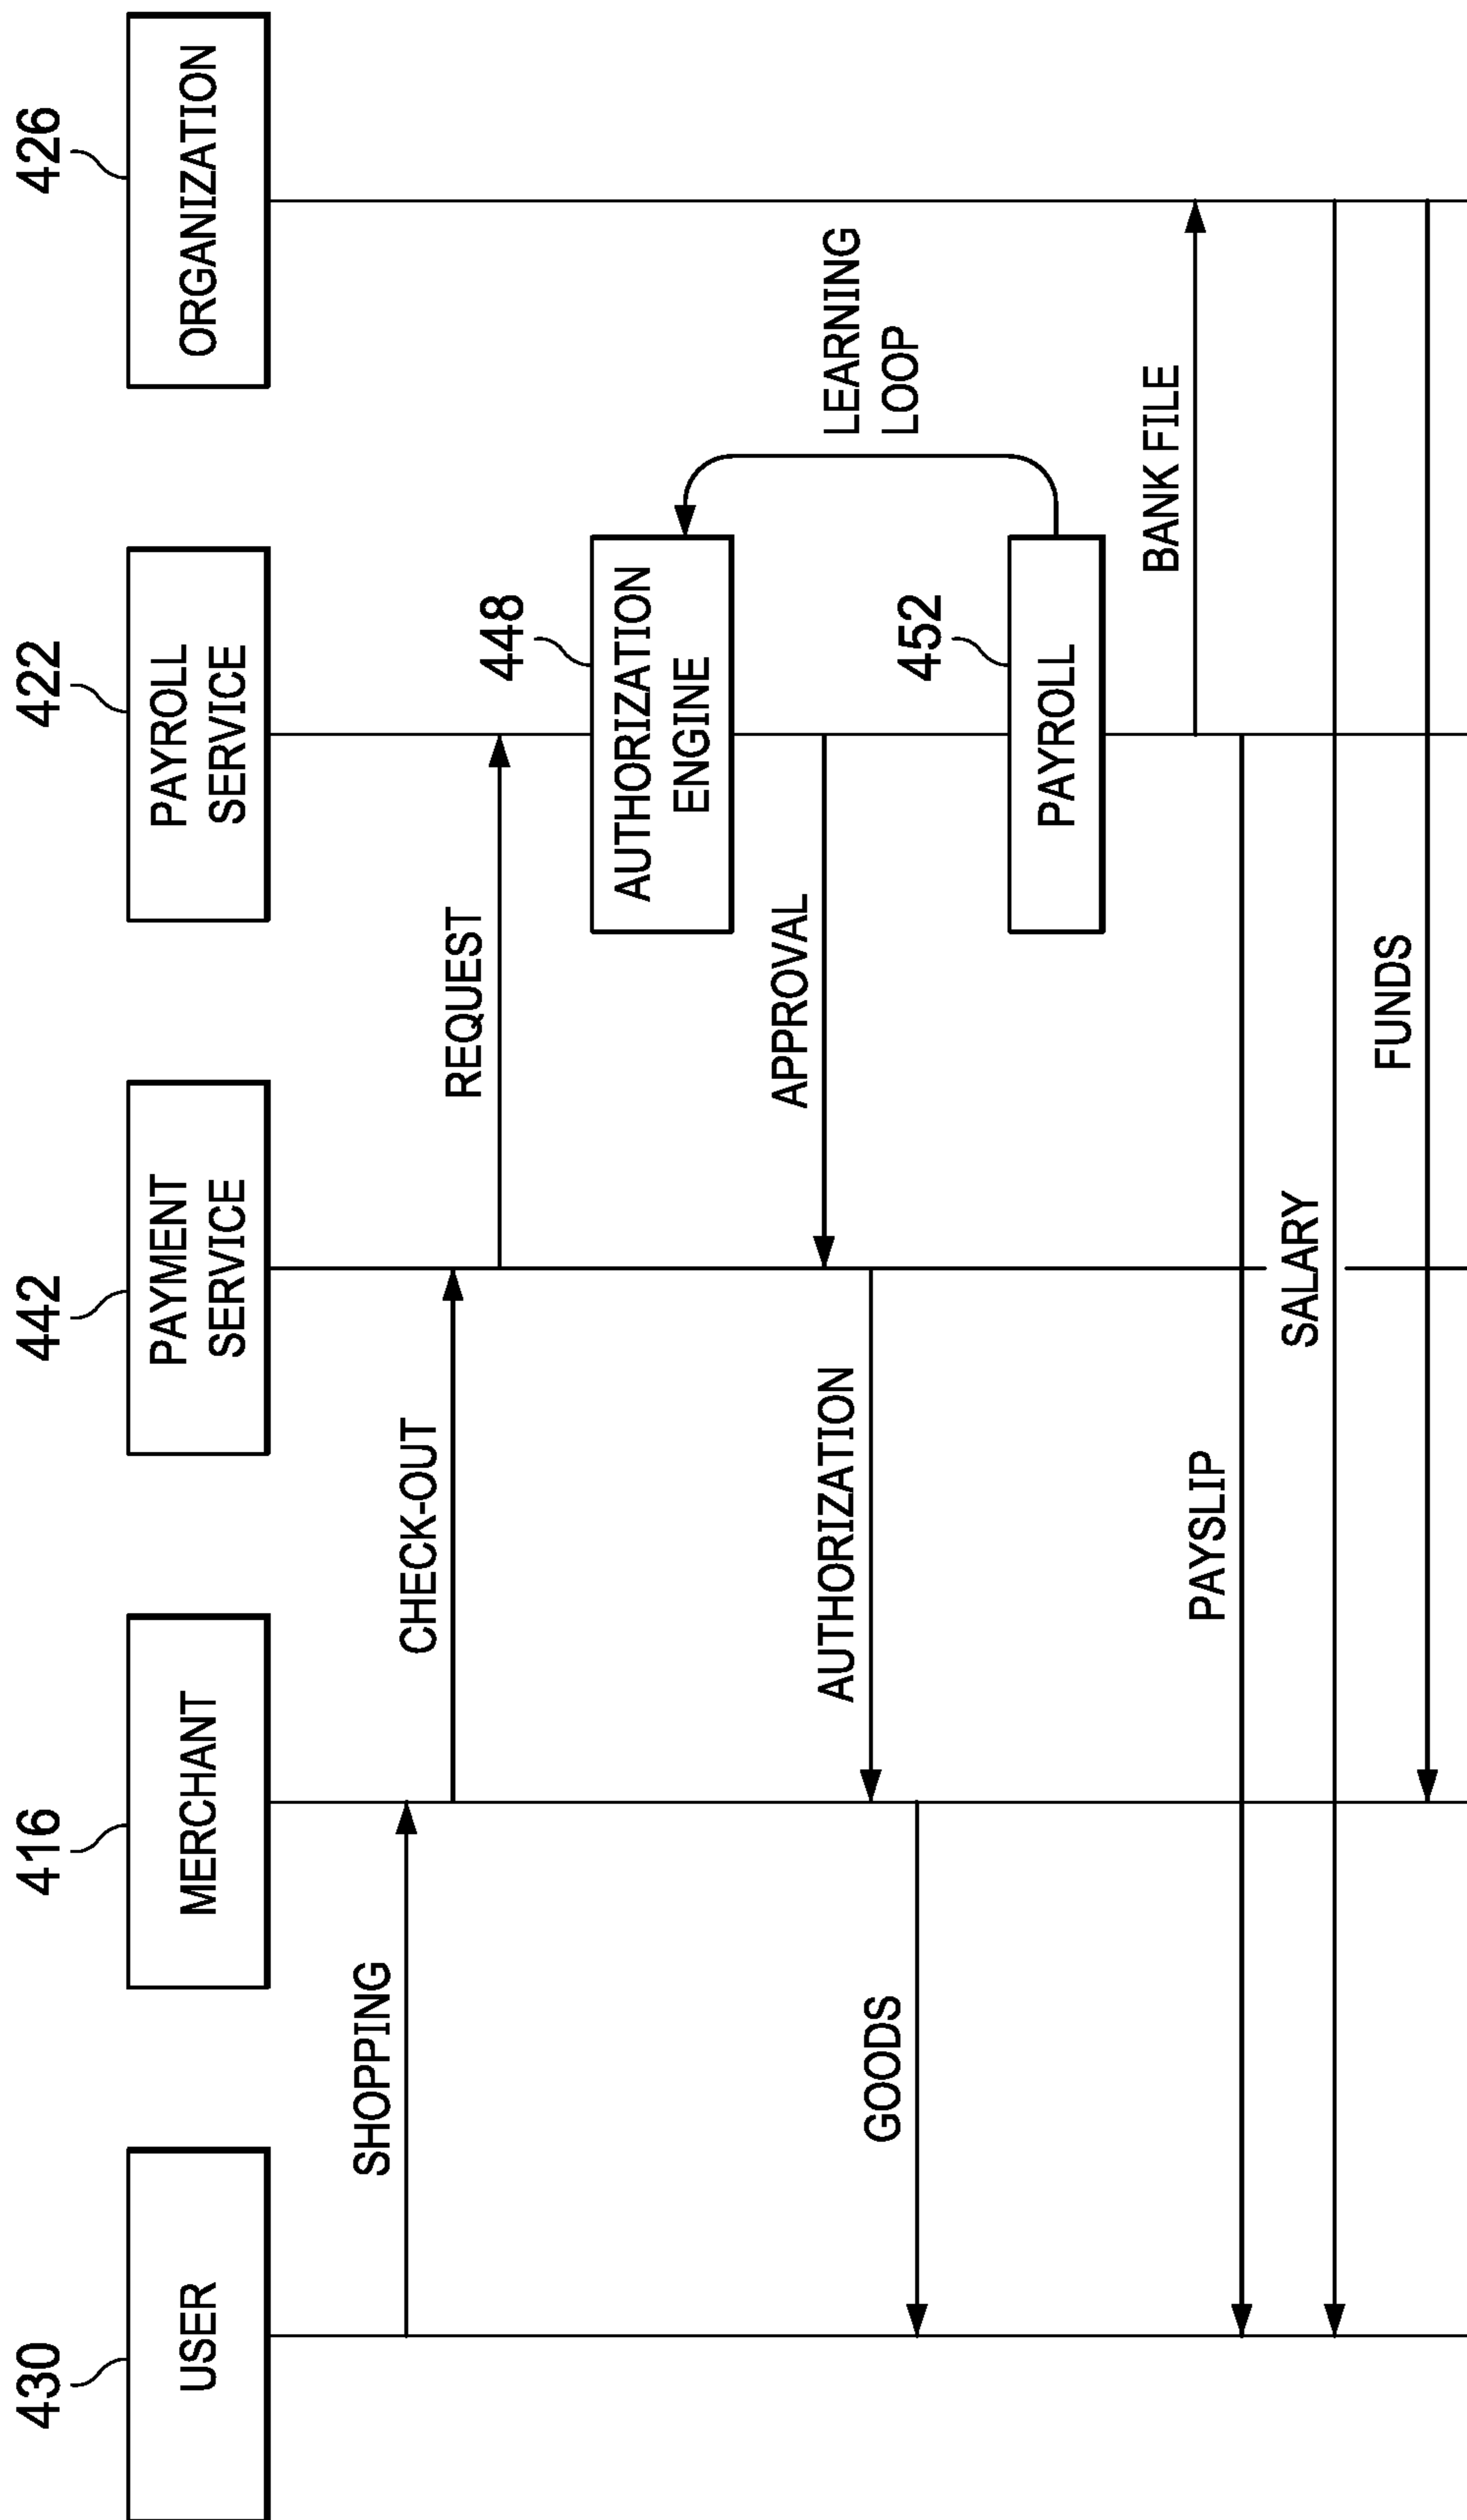 430
416
442
422
426
USER
MERCHANT
PAYMENT
SERVICE
PAYROLL
SERVICE
ORGANIZATION
SHOPPING
CHECK-OUT
REQUEST
448
AUTHORIZATION
ENGINE
APPROVAL
LEARNING
LOOP
AUTHORIZATION
GOODS
452
PAYROLL
BANK FILE
PAYSLIP
SALARY
FUNDS